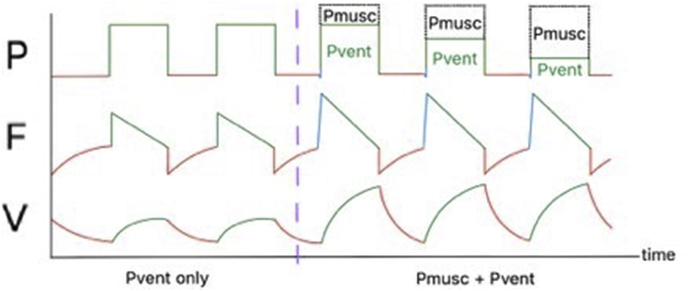 P
Pmusc
Pvent
Pmusc
Pvent
Pmusc
Pvent
F
V
time
Pvent only
Pmusc + Pvent